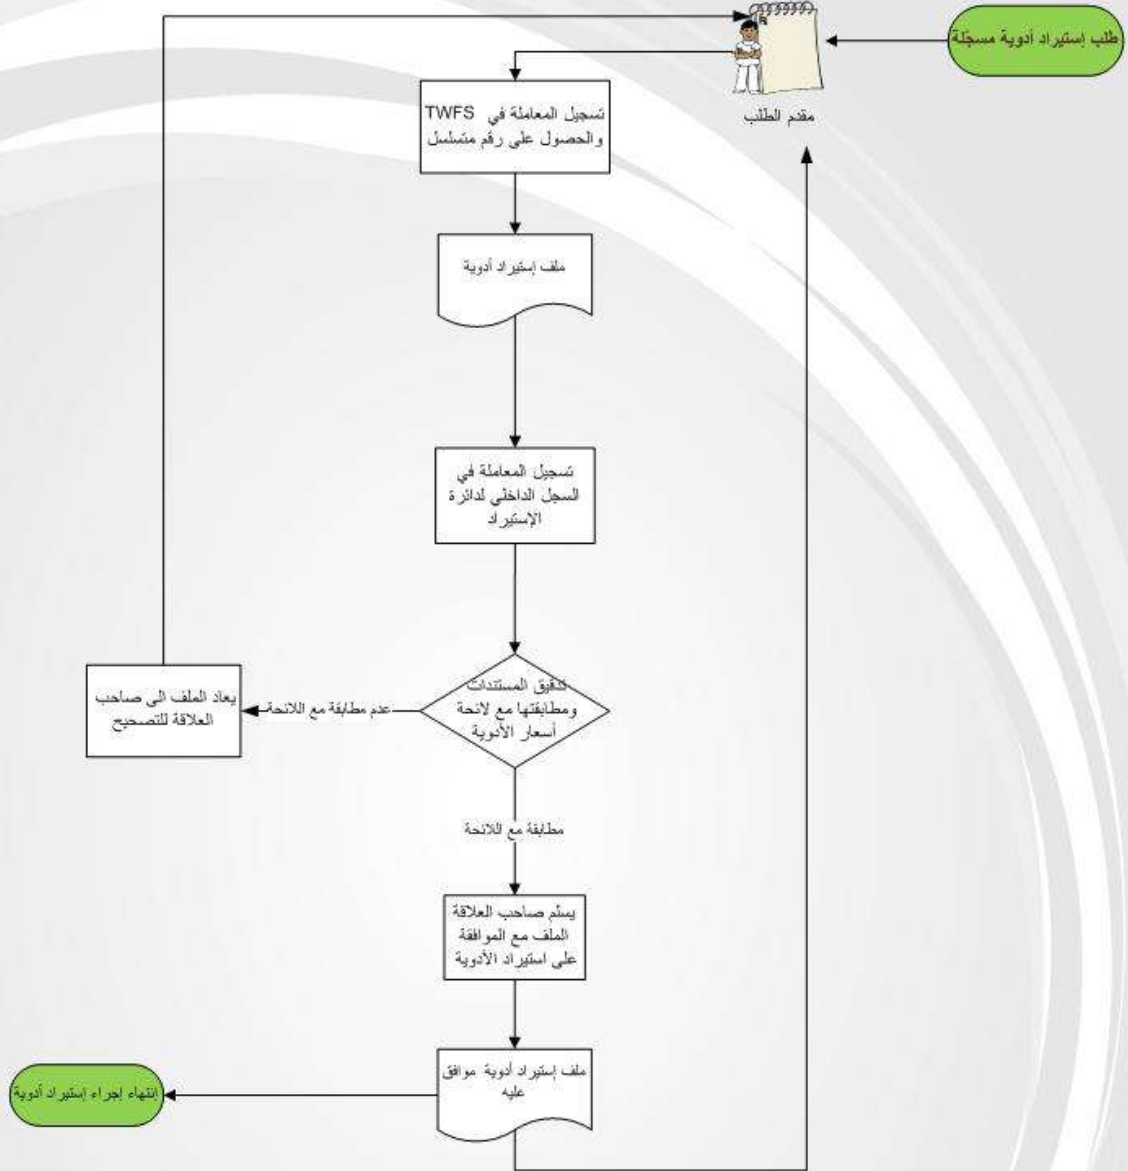 طلب إستيراد أدوية مسجّلة
مقدم الطلب
تسجيل المعاملة في TWFS
والحصول على رقم متسلسل
ملف إستيراد أدوية
تسجيل المعاملة في
السجل الداخلي لدائرة
الإستيراد
تدقيق المستندات
ومطابقتها مع لائحة
أسعار الأدوية
عدم مطابقة مع اللائحة
يعاد الملف الى صاحب
العلاقة للتصحيح
مطابقة مع اللائحة
يسلّم صاحب العلاقة
الملف مع الموافقة
على استيراد الأدوية
ملف إستيراد أدوية موافق
عليه
إنتهاء إجراء إستيراد أدوية